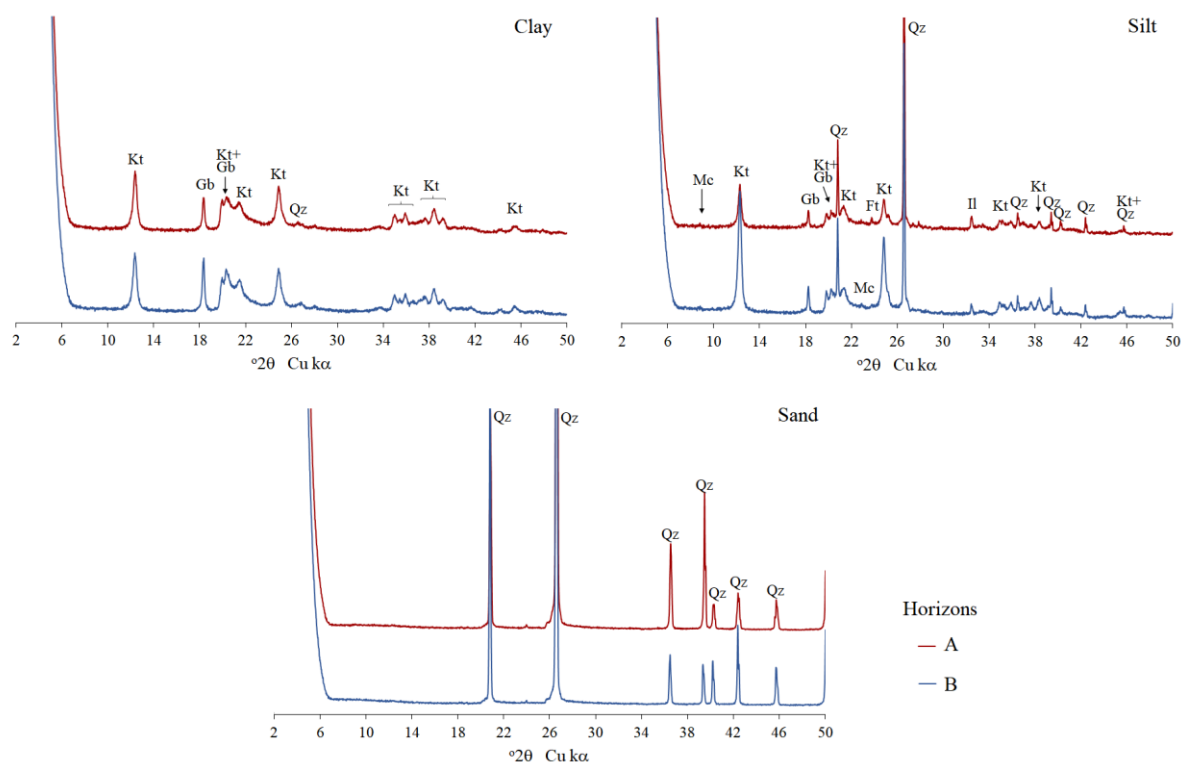 Clay
Kt
Gb
Kt+
Gb
Kt
Kt
Qz
Kt
Kt
Kt
2 6 10 14 18 22 26 30 34 38 42 46 50
°2θ Cu kα
Silt
Qz
Mc
Kt
Gb
Kt+
Gb
Qz
Kt
Ft
Kt
Mc
Il
Kt
Qz
Kt
Qz
Qz
Qz
Kt+
Qz
2 6 10 14 18 22 26 30 34 38 42 46 50
°2θ Cu kα
Sand
Qz
Qz
Qz
Qz
Qz
Qz
Qz
2 6 10 14 18 22 26 30 34 38 42 46 50
°2θ Cu kα
Horizons
A
B